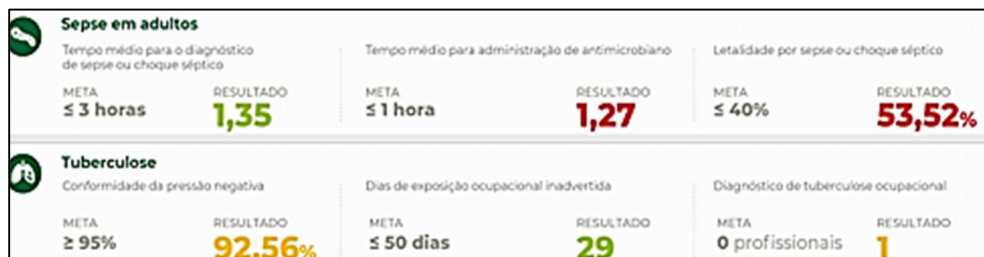 Sepse em adultos
Tempo médio para o diagnóstico
de sepse ou choque séptico
META
≤ 3 horas
RESULTADO
1,35
Tempo médio para administração de antimicrobiano
META
≤ 1 hora
RESULTADO
1,27
Letalidade por sepse ou choque séptico
META
≤ 40%
RESULTADO
53,52%
Tuberculose
Conformidade da pressão negativa
META
≥ 95%
RESULTADO
92,56%
Dias de exposição ocupacional inadvertida
META
≤ 50 dias
RESULTADO
29
Diagnóstico de tuberculose ocupacional
META
0 profissionais
RESULTADO
1